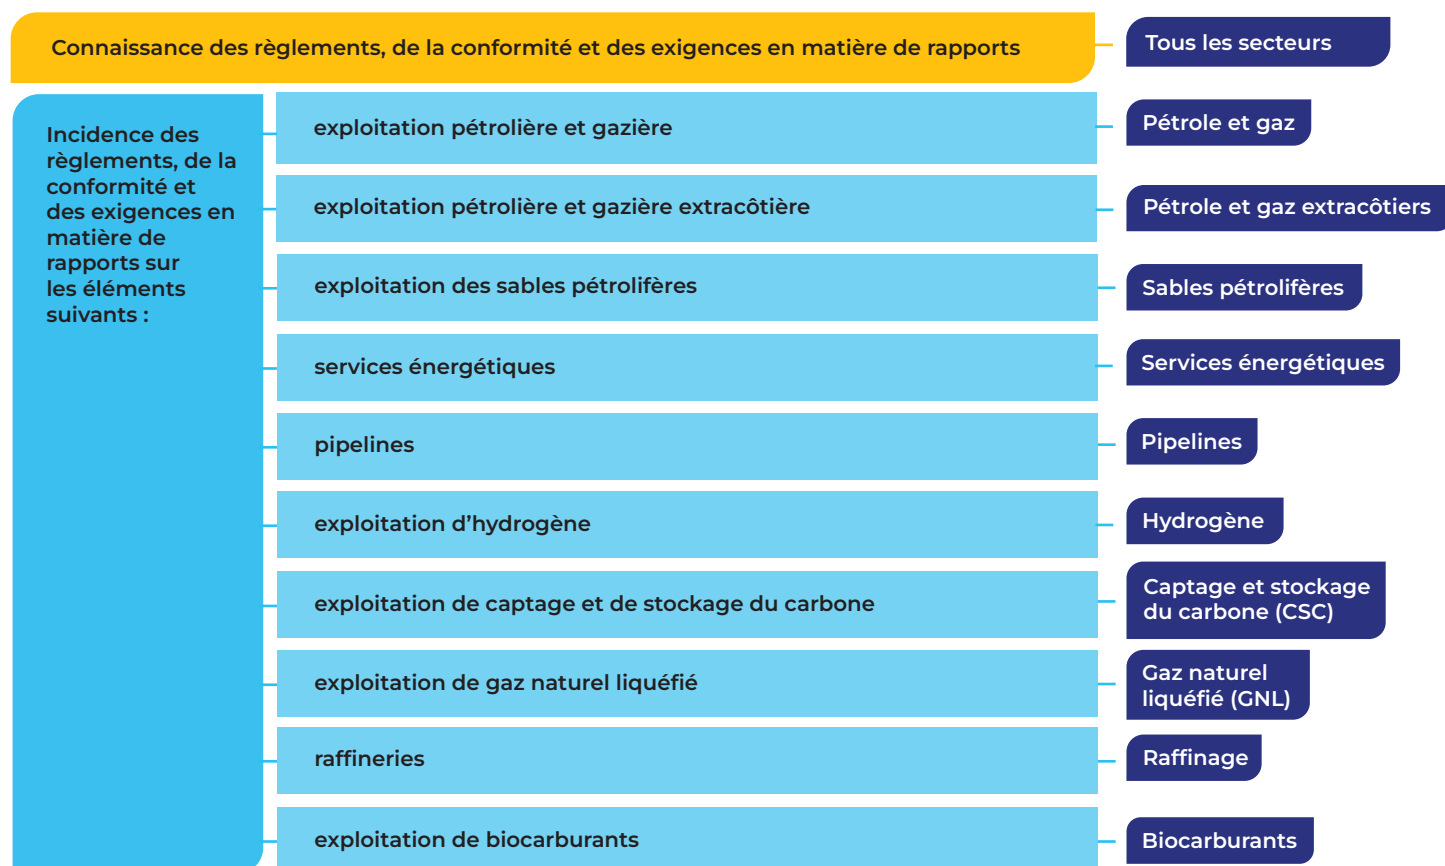 Connaissance des règlements, de la conformité et des exigences en matière de rapports
Tous les secteurs
Incidence des
règlements, de la
conformité et
des exigences en
matière de
rapports sur
les éléments
suivants :
exploitation pétrolière et gazière
Pétrole et gaz
exploitation pétrolière et gazière extracôtière
Pétrole et gaz extracôtiers
exploitation des sables pétrolifères
Sables pétrolifères
services énergétiques
Services énergétiques
pipelines
Pipelines
exploitation d’hydrogène
Hydrogène
exploitation de captage et de stockage du carbone
Captage et stockage
du carbone (CSC)
exploitation de gaz naturel liquéfié
Gaz naturel
liquéfié (GNL)
raffineries
Raffinage
exploitation de biocarburants
Biocarburants